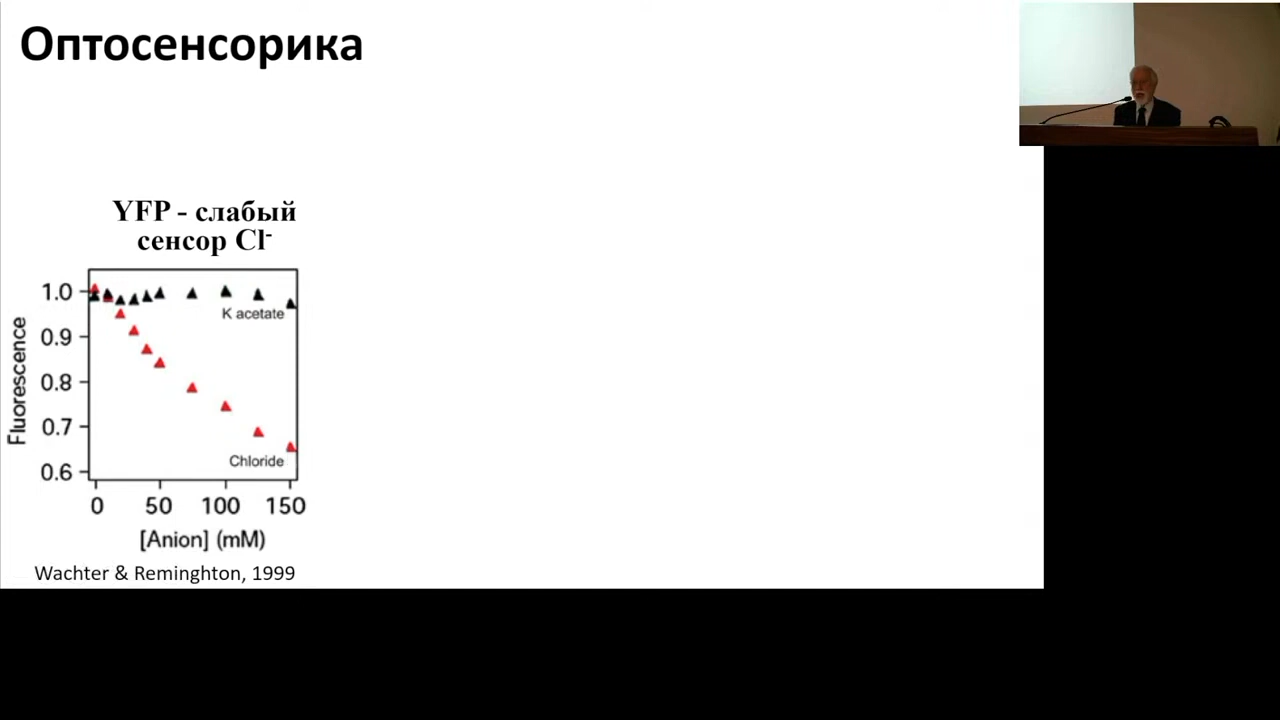 Оптосенсорика
YFP - слабый
сенсор Cl-
1.0
0.9
0.8
0.7
0.6
Fluorescence
K acetate
Chloride
0 50 100 150
[Anion] (mM)
Wachter & Reminghton, 1999